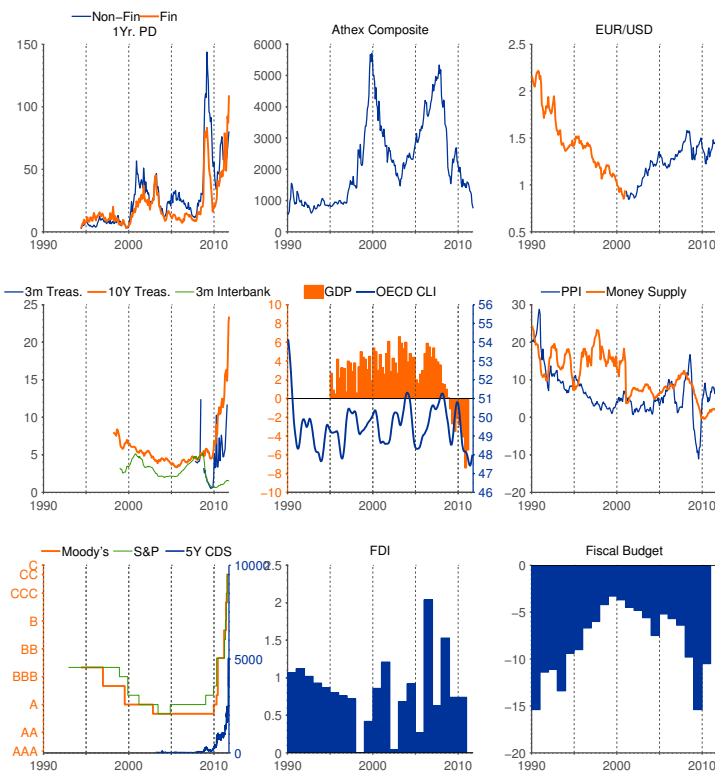 Non−Fin Fin
1Yr. PD
150
100
50
0
1990 2000 2010
Athex Composite
6000
5000
4000
3000
2000
1000
0
1990 2000 2010
EUR/USD
2.5
2
1.5
1
0.5
1990 2000 2010
3m Treas. 10Y Treas. 3m Interbank
25
20
15
10
5
0
1990 2000 2010
GDP OECD CLI
10 56
8 55
6 54
4 53
2 52
0 51
−2 50
−4 49
−6 48
−8 47
−10 46
1990 2000 2010
PPI Money Supply
30
20
10
0
−10
−20
1990 2000 2010
Moody's S&P 5Y CDS
C 10000
CC
CCC
B
BB 5000
BBB
A
AA
AAA 0
1990 2000 2010
FDI
2.5
2
1.5
1
0.5
0
1990 2000 2010
Fiscal Budget
0
−5
−10
−15
−20
1990 2000 2010